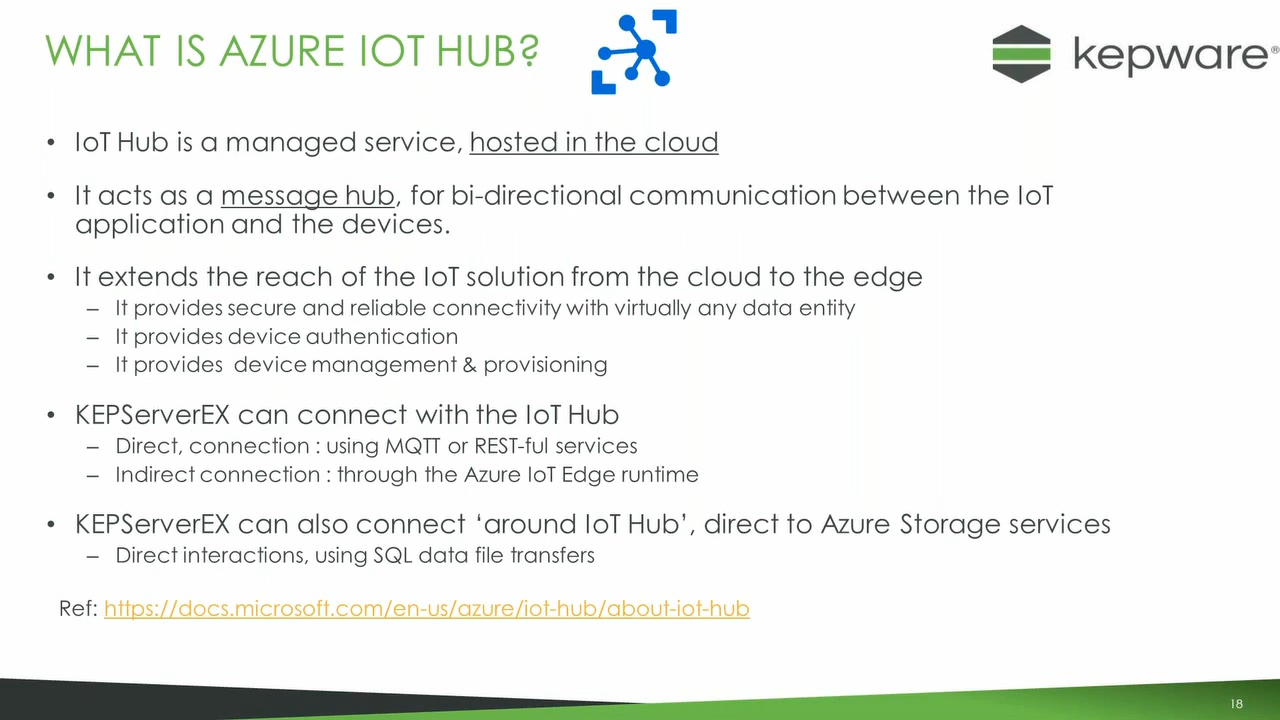 WHAT IS AZURE IOT HUB?
kepware®
• IoT Hub is a managed service, hosted in the cloud
• It acts as a message hub, for bi-directional communication between the IoT
application and the devices.
• It extends the reach of the IoT solution from the cloud to the edge
– It provides secure and reliable connectivity with virtually any data entity
– It provides device authentication
– It provides device management & provisioning
• KEPServerEX can connect with the IoT Hub
– Direct, connection : using MQTT or REST-ful services
– Indirect connection : through the Azure IoT Edge runtime
• KEPServerEX can also connect ‘around IoT Hub’, direct to Azure Storage services
– Direct interactions, using SQL data file transfers
Ref: https://docs.microsoft.com/en-us/azure/iot-hub/about-iot-hub
18